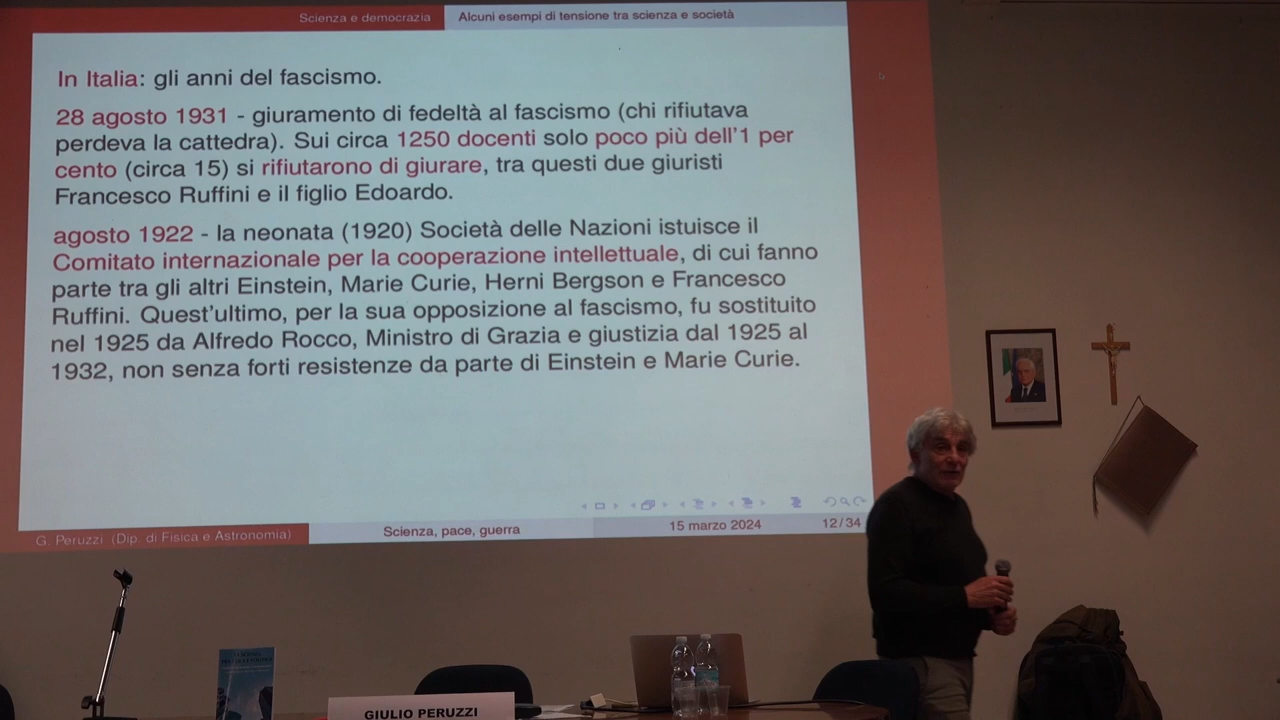 Scienza e democrazia
Alcuni esempi di tensione tra scienza e società
In Italia: gli anni del fascismo.
28 agosto 1931 - giuramento di fedeltà al fascismo (chi rifiutava
perdeva la cattedra). Sui circa 1250 docenti solo poco più dell'1 per
cento (circa 15) si rifiutarono di giurare, tra questi due giuristi
Francesco Ruffini e il figlio Edoardo.
agosto 1922 - la neonata (1920) Società delle Nazioni istuisce il
Comitato internazionale per la cooperazione intellettuale, di cui fanno
parte tra gli altri Einstein, Marie Curie, Herni Bergson e Francesco
Ruffini. Quest'ultimo, per la sua opposizione al fascismo, fu sostituito
nel 1925 da Alfredo Rocco, Ministro di Grazia e giustizia dal 1925 al
1932, non senza forti resistenze da parte di Einstein e Marie Curie.
G. Peruzzi (Dip. di Fisica e Astronomia)
Scienza, pace, guerra
15 marzo 2024
12/34
GIULIO PERUZZI